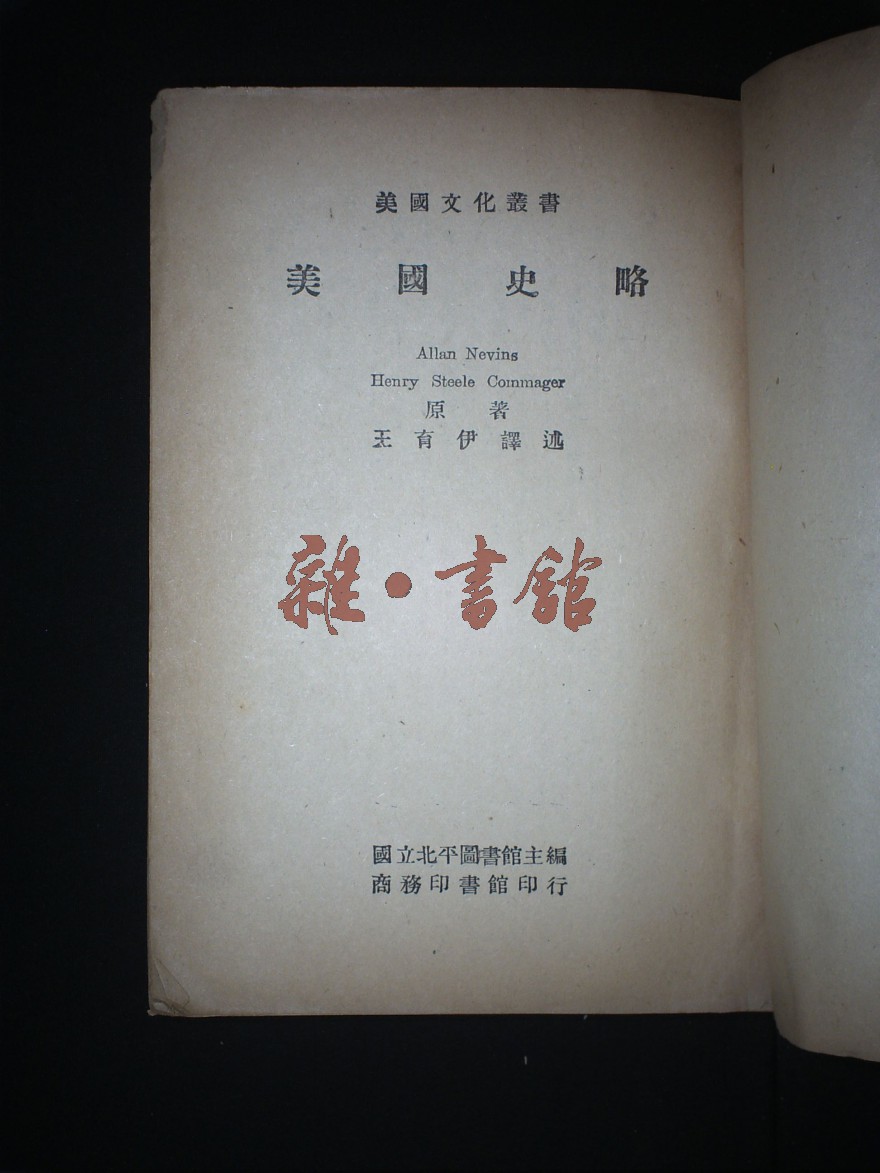 美國文化叢書
美國史略
Allan Nevins
Henry Steele Commager
原著
王育伊譯述
雜·書館
國立北平圖書館主編
商務印書館印行